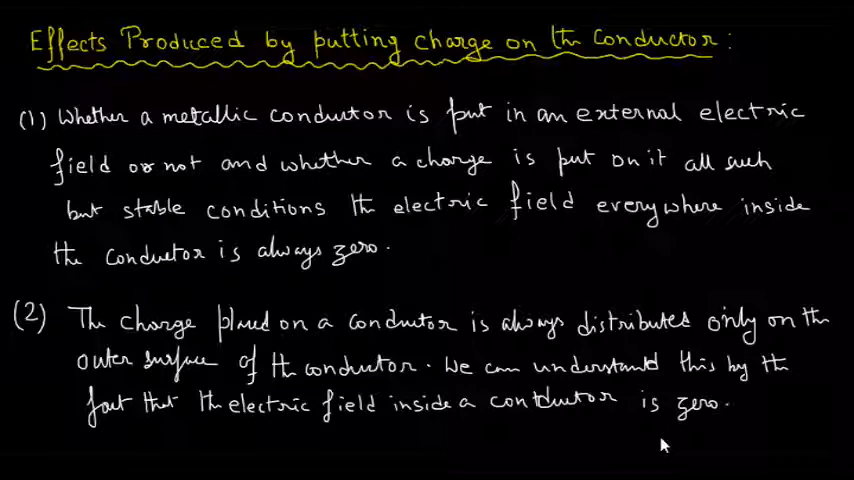 Effects Produced by putting charge on the Conductor:
(1) Whether a metallic conductor is put in an external electric
field or not and whether a charge is put on it all such
but stable conditions the electric field everywhere inside
the conductor is always zero.
(2) The charge placed on a conductor is always distributes only on the
outer surface of the conductor. We can understand this by the
fact that the electric field inside a conductor is zero.